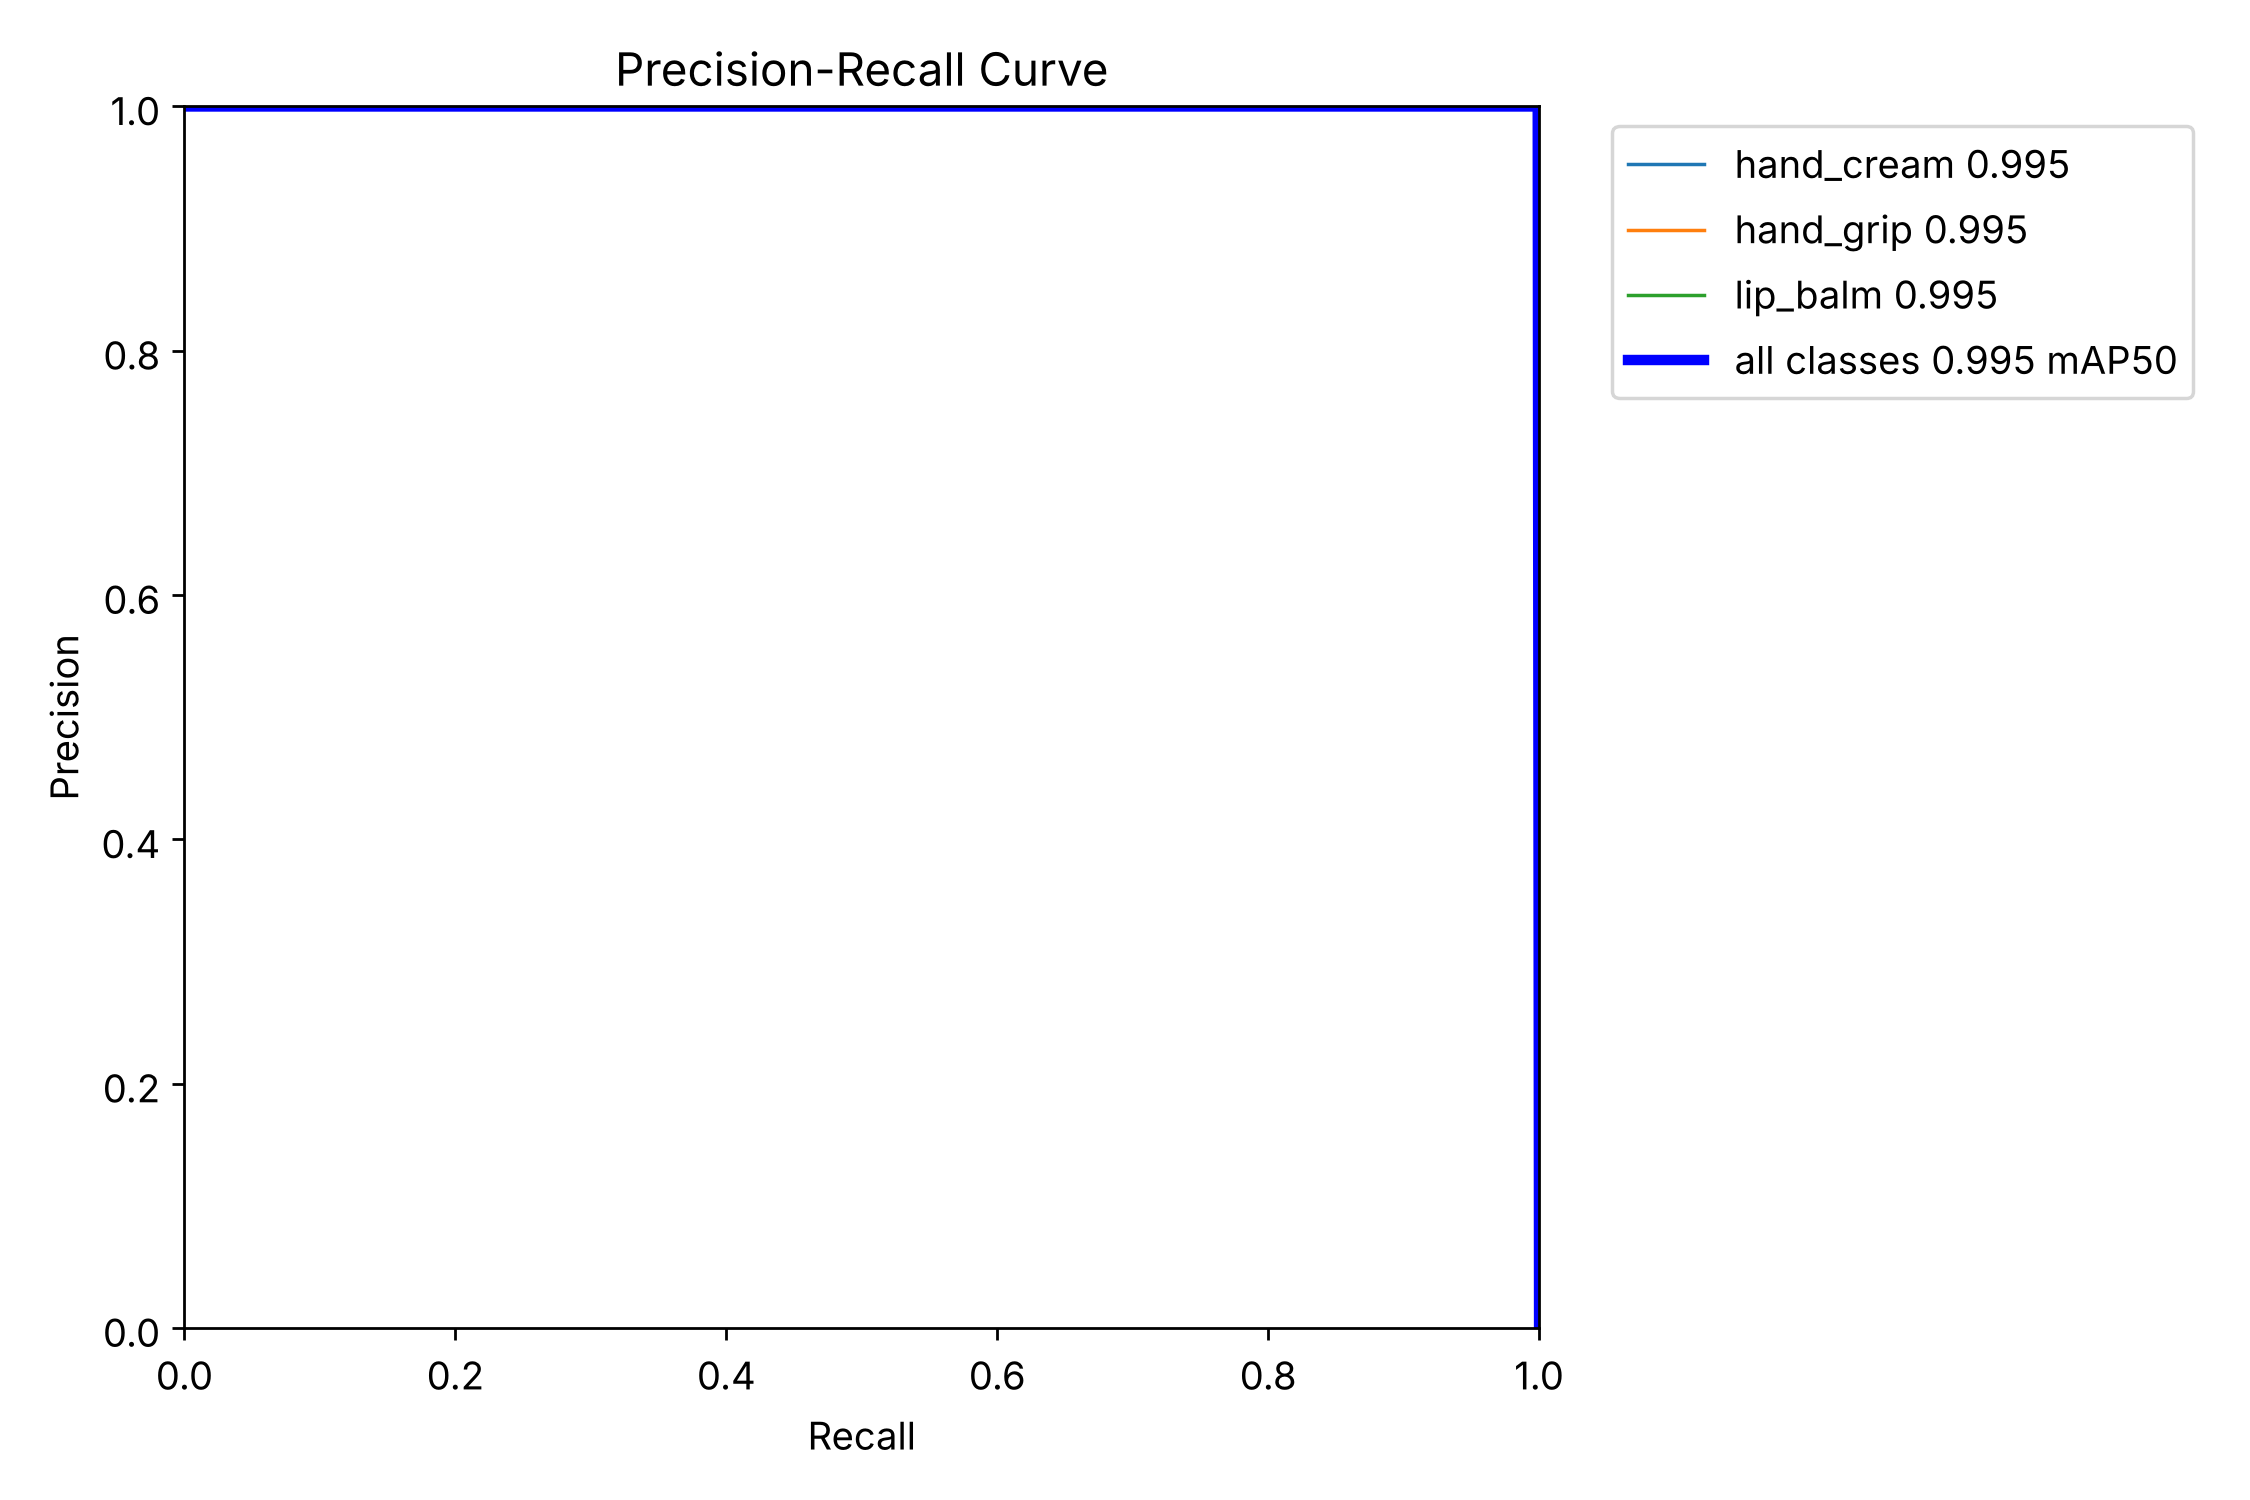 Precision-Recall Curve
1.0
0.8
0.6
0.4
0.2
0.0
Precision
0.0 0.2 0.4 0.6 0.8 1.0
Recall
hand_cream 0.995
hand_grip 0.995
lip_balm 0.995
all classes 0.995 mAP50